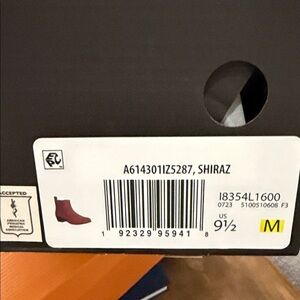 A614301IZ5287, SHIRAZ
I8354L1600
0723 5100510608 F3
US
9½ M
1 92329 95941 8
ACCEPTED
AMERICAN
PODIATRIC
MEDICAL
ASSOCIATION